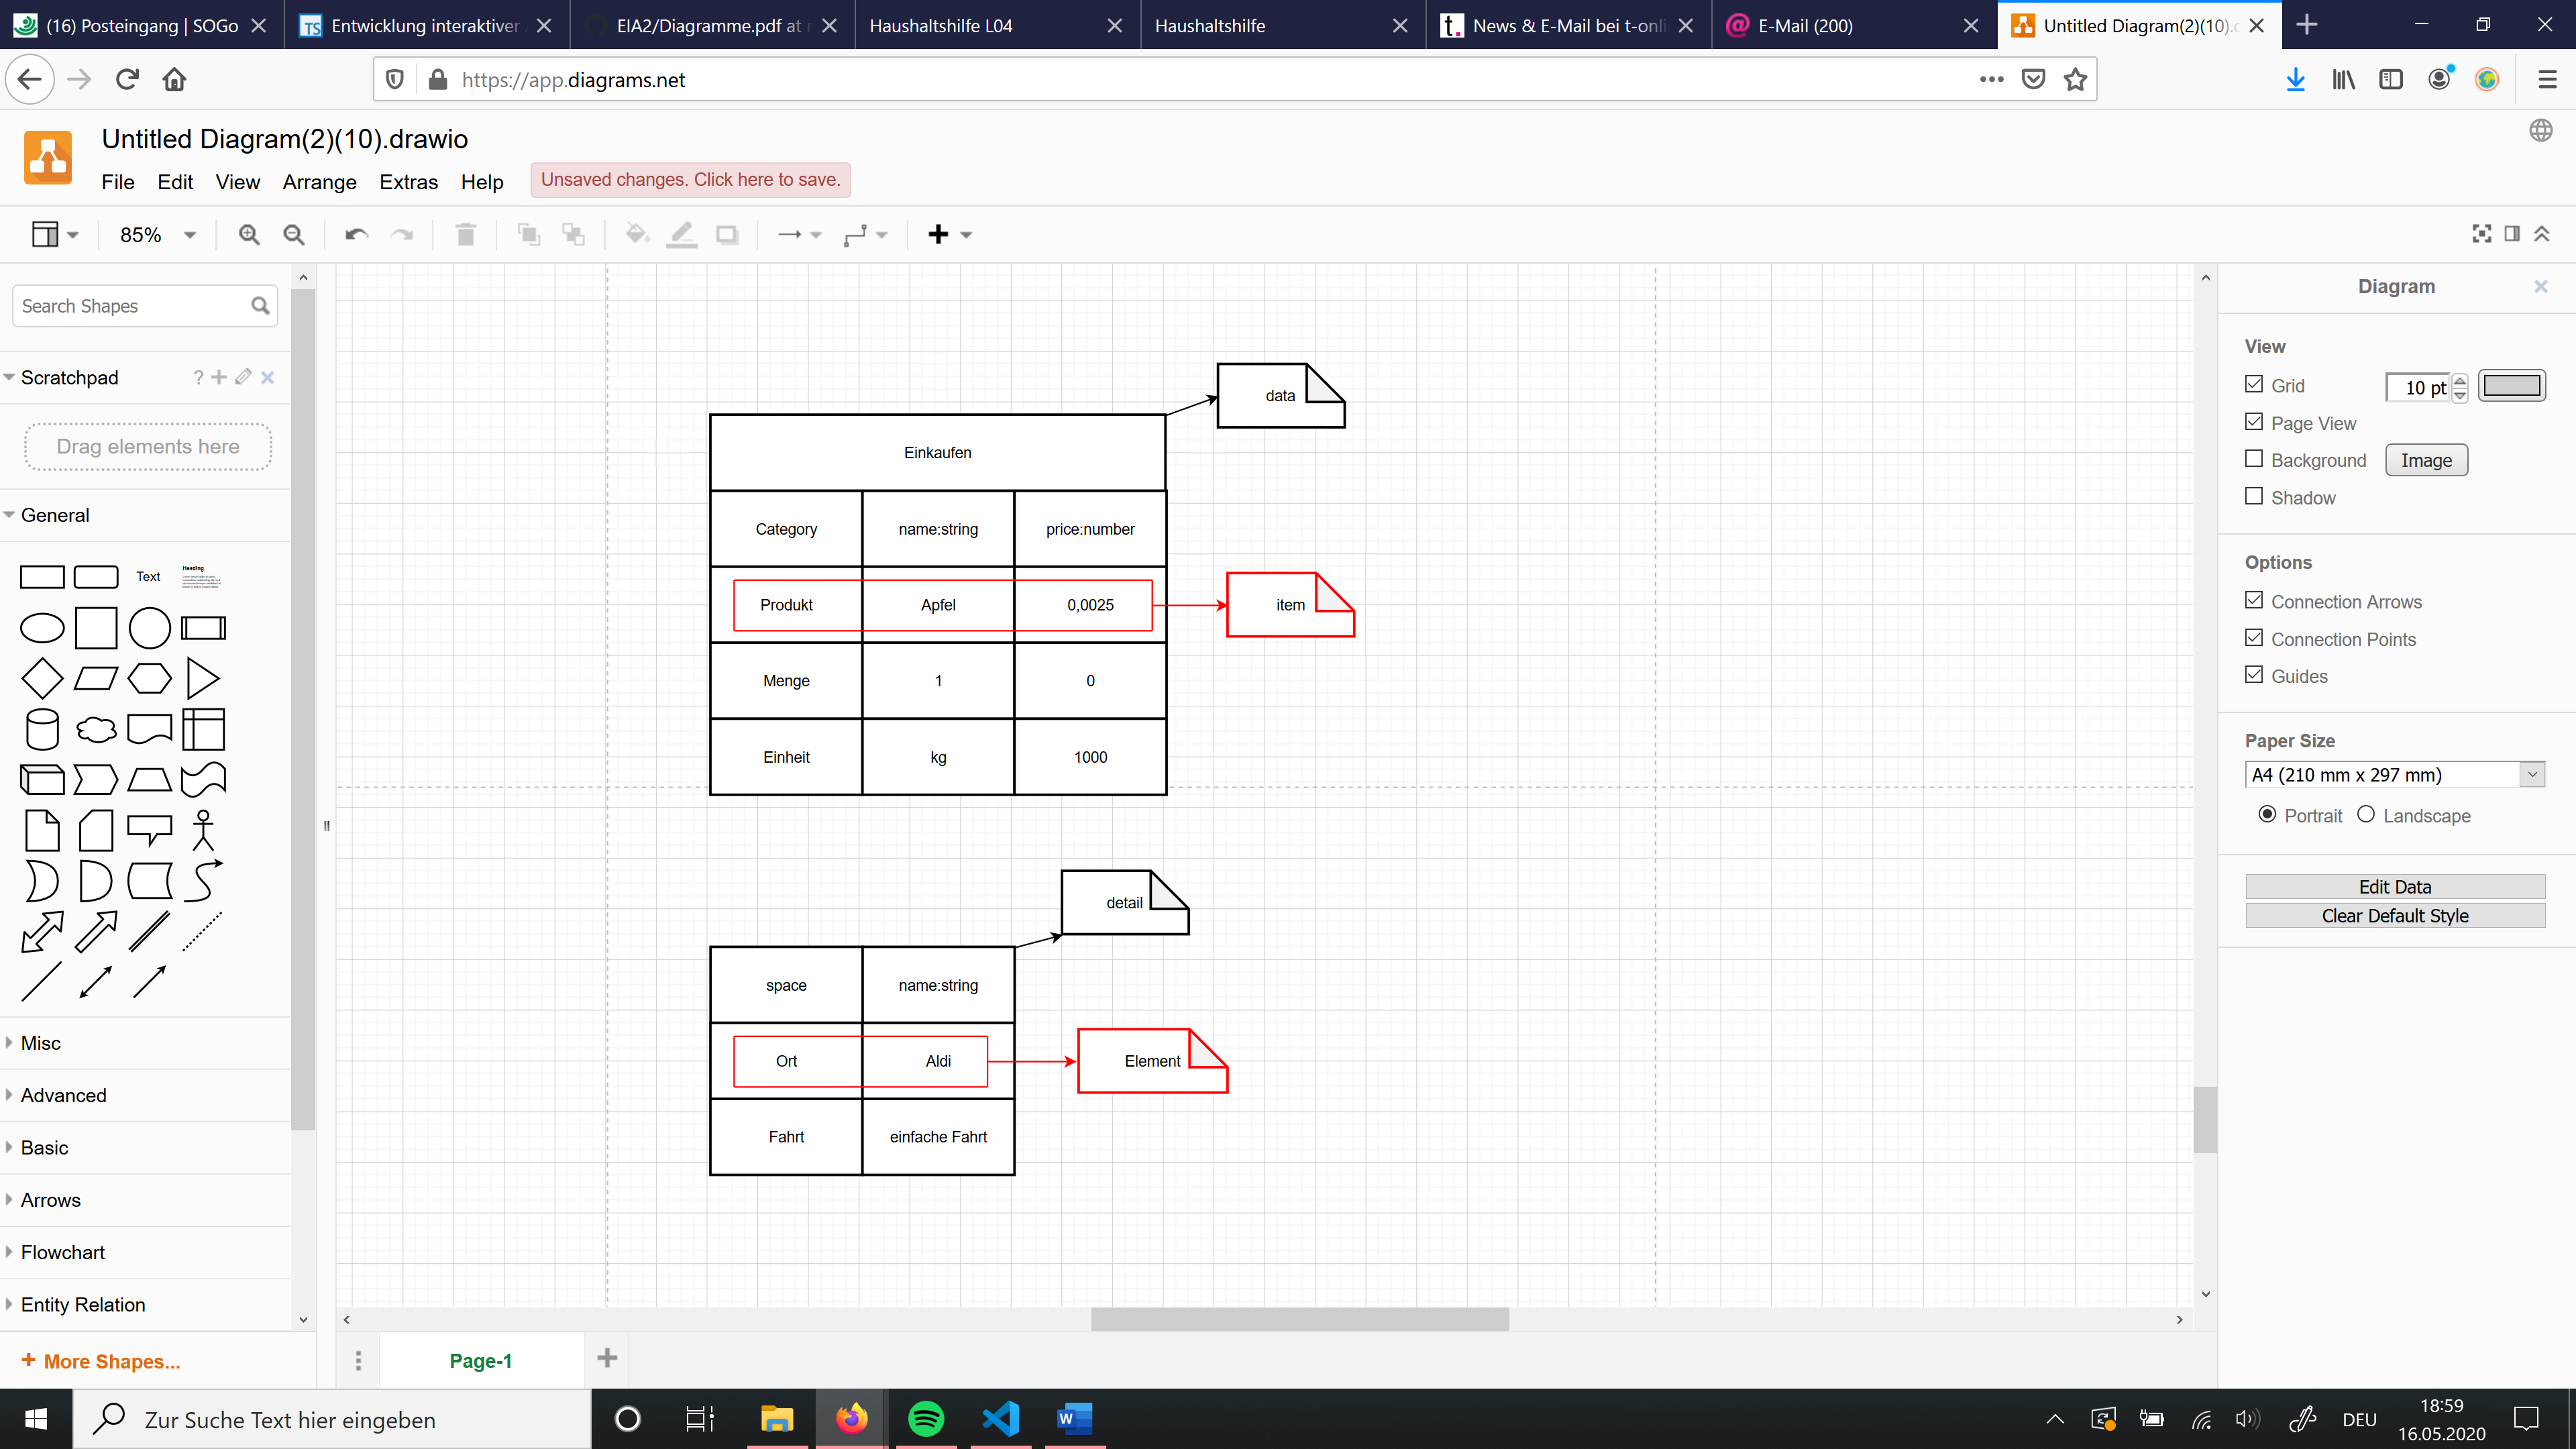 (16) Posteingang | SOGo
Entwicklung interaktiver
EIA2/Diagramme.pdf at
Haushaltshilfe L04
Haushaltshilfe
News & E-Mail bei t-onli
E-Mail (200)
Untitled Diagram(2)(10).
https://app.diagrams.net
Untitled Diagram(2)(10).drawio
File Edit View Arrange Extras Help
Unsaved changes. Click here to save.
85%
Search Shapes
Scratchpad
?
Drag elements here
General
Text
Heading
Misc
Advanced
Basic
Arrows
Flowchart
Entity Relation
+ More Shapes...
data
Einkaufen
Category name:string price:number
Produkt Apfel 0,0025
item
Menge 1 0
Einheit kg 1000
detail
space name:string
Ort Aldi
Element
Fahrt einfache Fahrt
Page-1
Diagram
View
Grid 10 pt
Page View
Background Image
Shadow
Options
Connection Arrows
Connection Points
Guides
Paper Size
A4 (210 mm x 297 mm)
Portrait Landscape
Edit Data
Clear Default Style
Zur Suche Text hier eingeben
DEU
18:59
16.05.2020